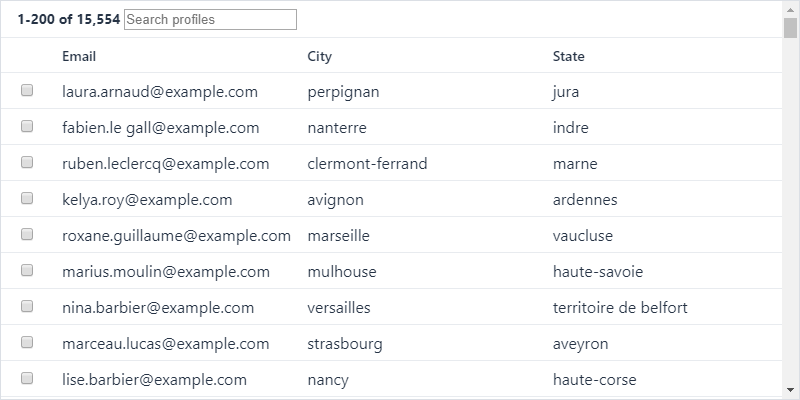 1-200 of 15,554 Search profiles
Email City State
laura.arnaud@example.com perpignan jura
fabien.le gall@example.com nanterre indre
ruben.leclercq@example.com clermont-ferrand marne
kelya.roy@example.com avignon ardennes
roxane.guillaume@example.com marseille vaucluse
marius.moulin@example.com mulhouse haute-savoie
nina.barbier@example.com versailles territoire de belfort
marceau.lucas@example.com strasbourg aveyron
lise.barbier@example.com nancy haute-corse